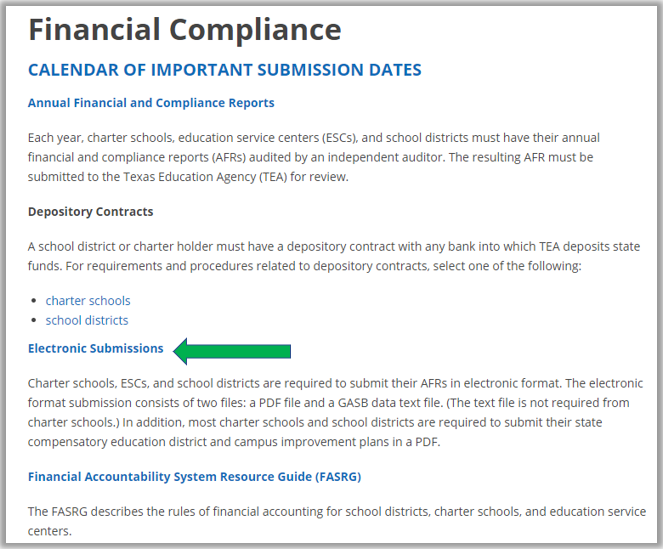 Financial Compliance
CALENDAR OF IMPORTANT SUBMISSION DATES
Annual Financial and Compliance Reports
Each year, charter schools, education service centers (ESCs), and school districts must have their annual
financial and compliance reports (AFRs) audited by an independent auditor. The resulting AFR must be
submitted to the Texas Education Agency (TEA) for review.
Depository Contracts
A school district or charter holder must have a depository contract with any bank into which TEA deposits state
funds. For requirements and procedures related to depository contracts, select one of the following:
• charter schools
• school districts
Electronic Submissions
Charter schools, ESCs, and school districts are required to submit their AFRs in electronic format. The electronic
format submission consists of two files: a PDF file and a GASB data text file. (The text file is not required from
charter schools.) In addition, most charter schools and school districts are required to submit their state
compensatory education district and campus improvement plans in a PDF.
Financial Accountability System Resource Guide (FASRG)
The FASRG describes the rules of financial accounting for school districts, charter schools, and education service
centers.